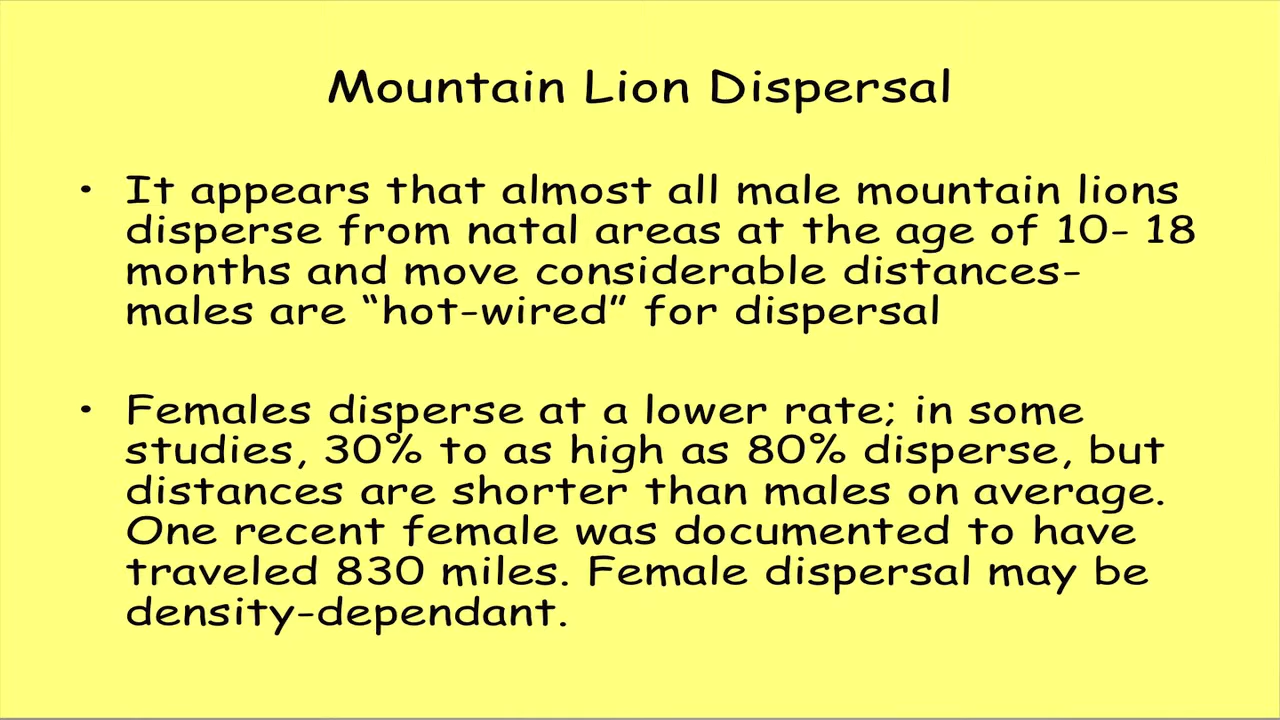 Mountain Lion Dispersal
• It appears that almost all male mountain lions
disperse from natal areas at the age of 10- 18
months and move considerable distances-
males are “hot-wired” for dispersal
• Females disperse at a lower rate; in some
studies, 30% to as high as 80% disperse, but
distances are shorter than males on average.
One recent female was documented to have
traveled 830 miles. Female dispersal may be
density-dependant.